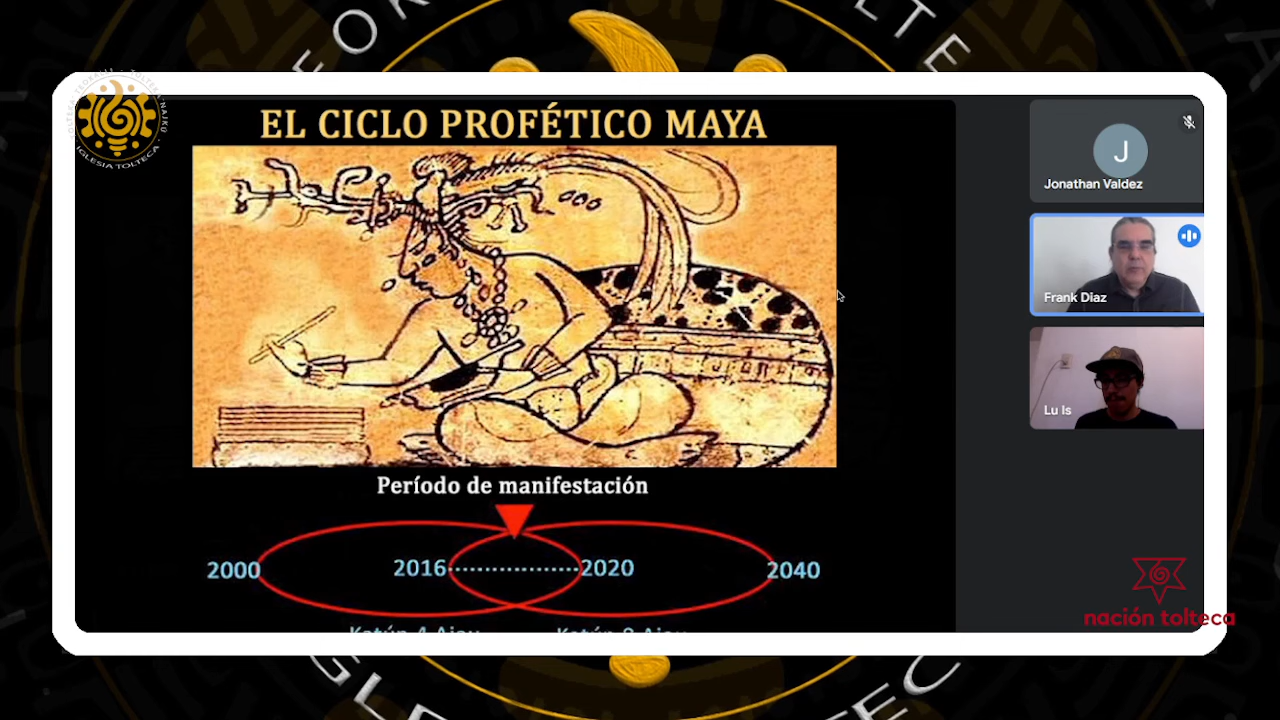 EL CICLO PROFÉTICO MAYA
Período de manifestación
2000
2016
2020
2040
IGLESIA TOLTECA
J
Jonathan Valdez
Frank Diaz
Lu Is
nación tolteca